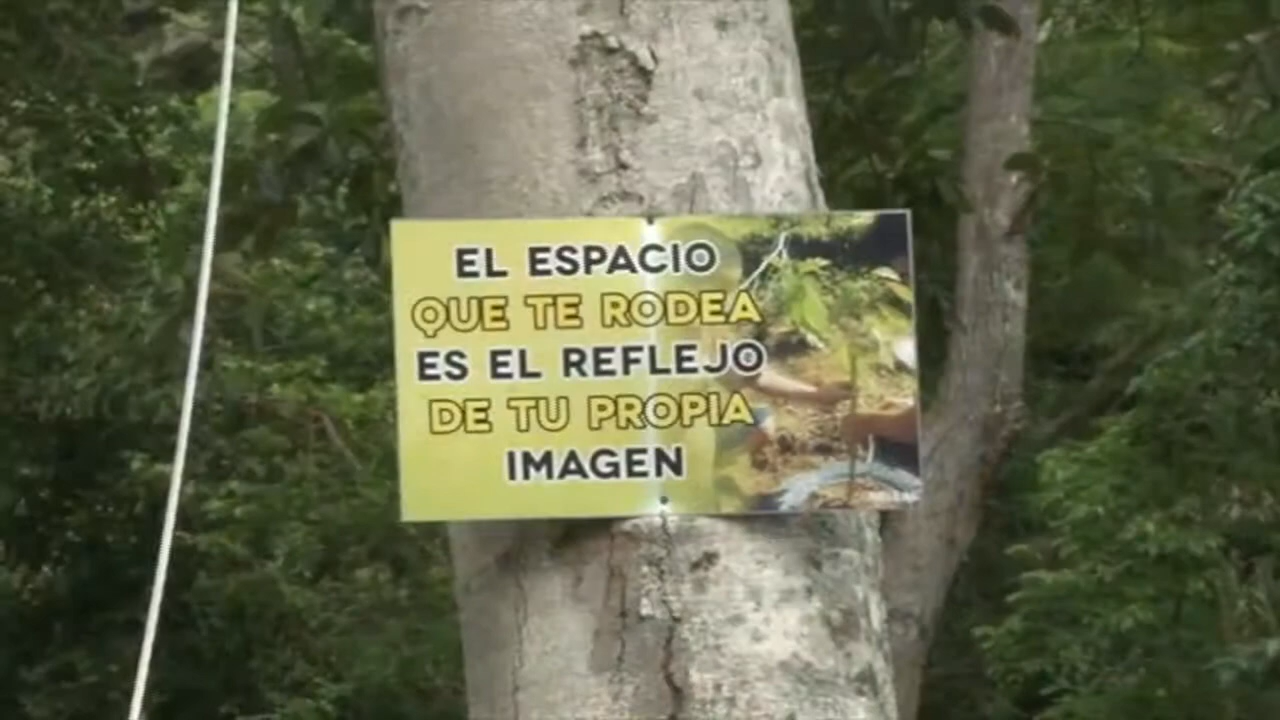 EL ESPACIO
QUE TE RODEA
ES EL REFLEJO
DE TU PROPIA
IMAGEN